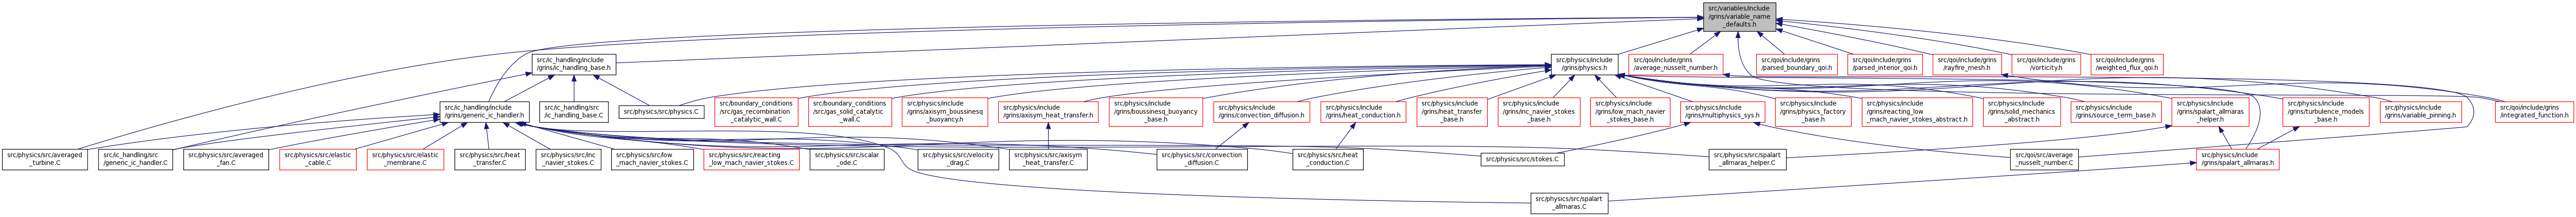 src/variables/include
/grins/variable_name
_defaults.h
src/ic_handling/include
/grins/ic_handling_base.h
src/physics/include
/grins/physics.h
src/qoi/include/grins
/average_nusselt_number.h
src/qoi/include/grins
/parsed_boundary_qoi.h
src/qoi/include/grins
/parsed_interior_qoi.h
src/qoi/include/grins
/rayfire_mesh.h
src/qoi/include/grins
/vorticity.h
src/qoi/include/grins
/weighted_flux_qoi.h
src/ic_handling/include
/grins/generic_ic_handler.h
src/ic_handling/src
/ic_handling_base.C
src/physics/src/physics.C
src/boundary_conditions
/src/gas_recombination
_catalytic_wall.C
src/boundary_conditions
/src/gas_solid_catalytic
_wall.C
src/physics/include
/grins/axisym_boussinesq
_buoyancy.h
src/physics/include
/grins/axisym_heat_transfer.h
src/physics/include
/grins/boussinesq_buoyancy
_base.h
src/physics/include
/grins/convection_diffusion.h
src/physics/include
/grins/heat_conduction.h
src/physics/include
/grins/heat_transfer
_base.h
src/physics/include
/grins/inc_navier_stokes
_base.h
src/physics/include
/grins/low_mach_navier
_stokes_base.h
src/physics/include
/grins/multiphysics_sys.h
src/physics/include
/grins/physics_factory
_base.h
src/physics/include
/grins/reacting_low
_mach_navier_stokes_abstract.h
src/physics/include
/grins/solid_mechanics
_abstract.h
src/physics/include
/grins/source_term_base.h
src/physics/include
/grins/spalart_allmaras
_helper.h
src/physics/include
/grins/turbulence_models
_base.h
src/physics/include
/grins/variable_pinning.h
src/qoi/include/grins
/integrated_function.h
src/physics/src/averaged
_turbine.C
src/ic_handling/src
/generic_ic_handler.C
src/physics/src/averaged
_fan.C
src/physics/src/elastic
_cable.C
src/physics/src/elastic
_membrane.C
src/physics/src/heat
_transfer.C
src/physics/src/inc
_navier_stokes.C
src/physics/src/low
_mach_navier_stokes.C
src/physics/src/reacting
_low_mach_navier_stokes.C
src/physics/src/scalar
_ode.C
src/physics/src/velocity
_drag.C
src/physics/src/axisym
_heat_transfer.C
src/physics/src/convection
_diffusion.C
src/physics/src/heat
_conduction.C
src/physics/src/stokes.C
src/physics/src/spalart
_allmaras_helper.C
src/qoi/src/average
_nusselt_number.C
src/physics/include
/grins/spalart_allmaras.h
src/physics/src/spalart
_allmaras.C